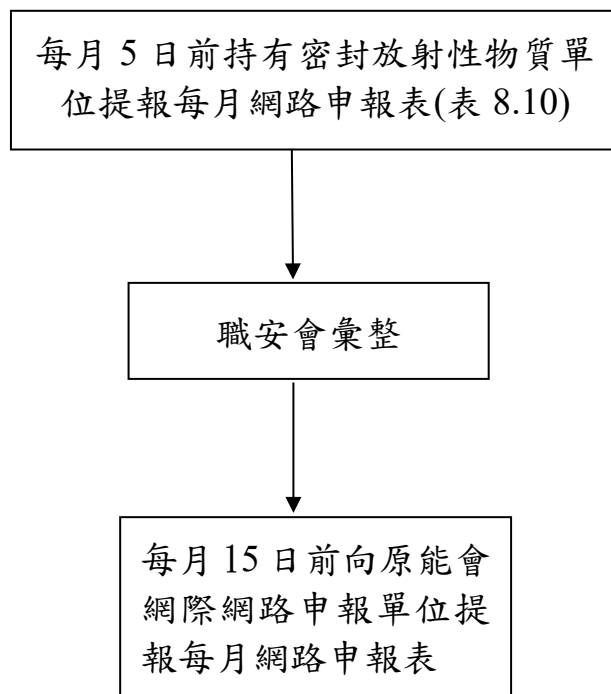 每月 5 日前持有密封放射性物質單
位提報每月網路申報表(表 8.10)
職安會彙整
每月 15 日前向原能會
網際網路申報單位提
報每月網路申報表